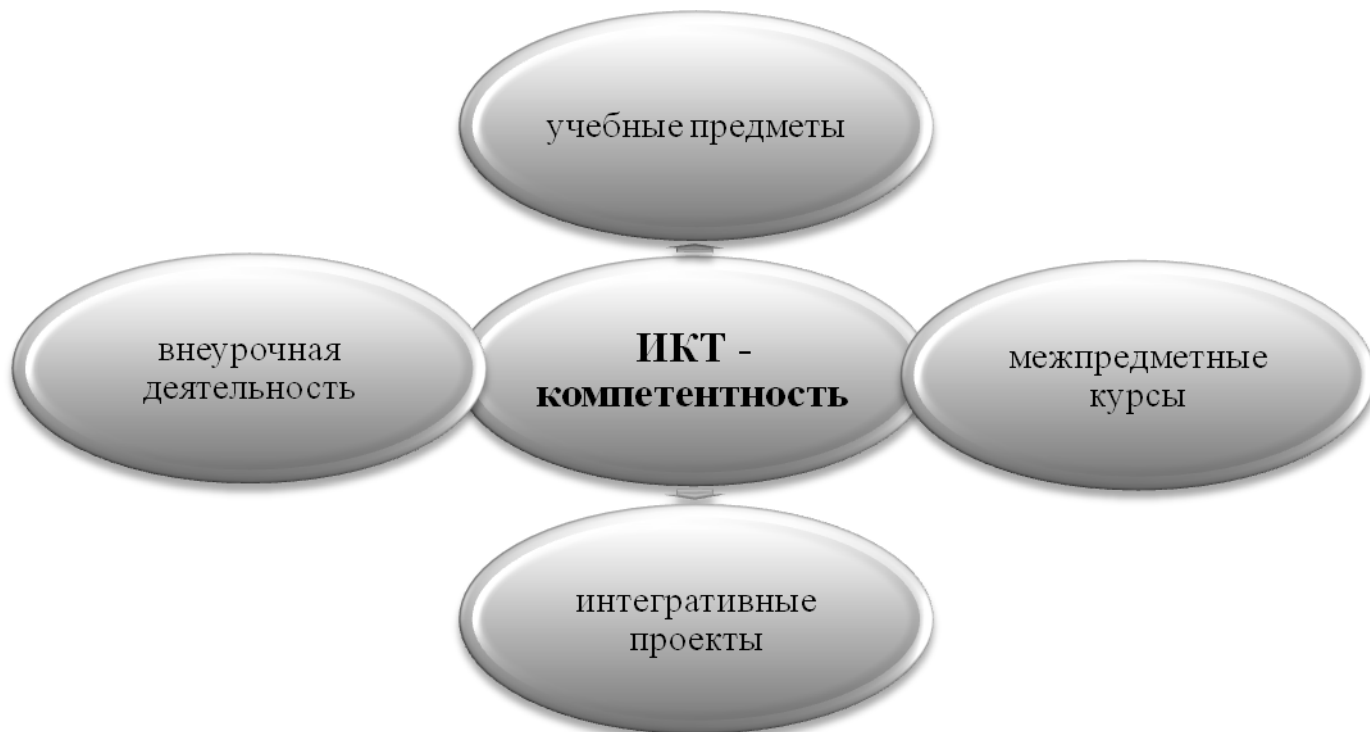 учебные предметы
внеурочная
деятельность
ИКТ -
компетентность
межпредметные
курсы
интегративные
проекты